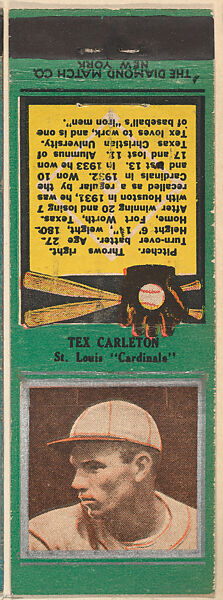 TEX CARLETON
St. Louis "Cardinals"
Pitcher. Throws right.
Turn-over batter. Age, 27.
Height, 6'. Weight, 180.
Home, Fort Worth, Texas.
After winning 20 and losing 7
with Houston in 1931, he was
recalled as a regular by the
Cardinals in 1932. Won 10
and lost 13. In 1933 he won
17 and lost 11. Alumnus of
Texas Christian University.
Tex loves to work, and is one
of baseball's "iron men."
THE DIAMOND MATCH CO.
NEW YORK